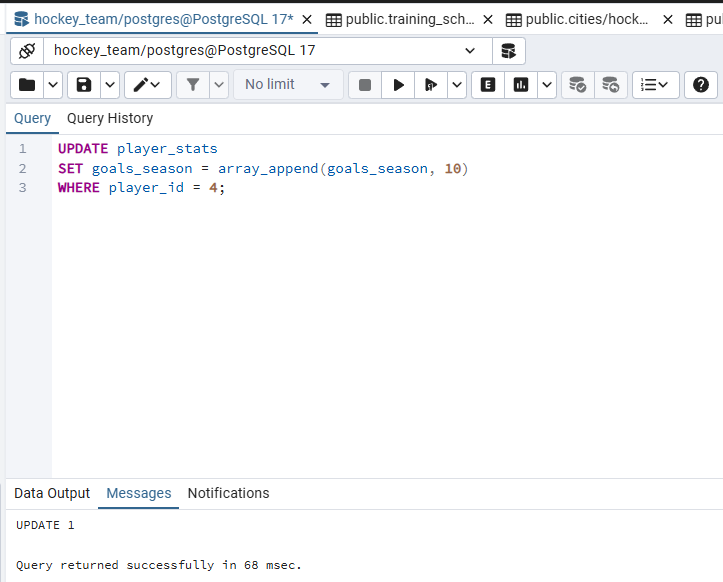 hockey_team/postgres@PostgreSQL 17* public.training_sch... public.cities/hock... pu
hockey_team/postgres@PostgreSQL 17
No limit
Query Query History
1 UPDATE player_stats
2 SET goals_season = array_append(goals_season, 10)
3 WHERE player_id = 4;
Data Output Messages Notifications
UPDATE 1
Query returned successfully in 68 msec.